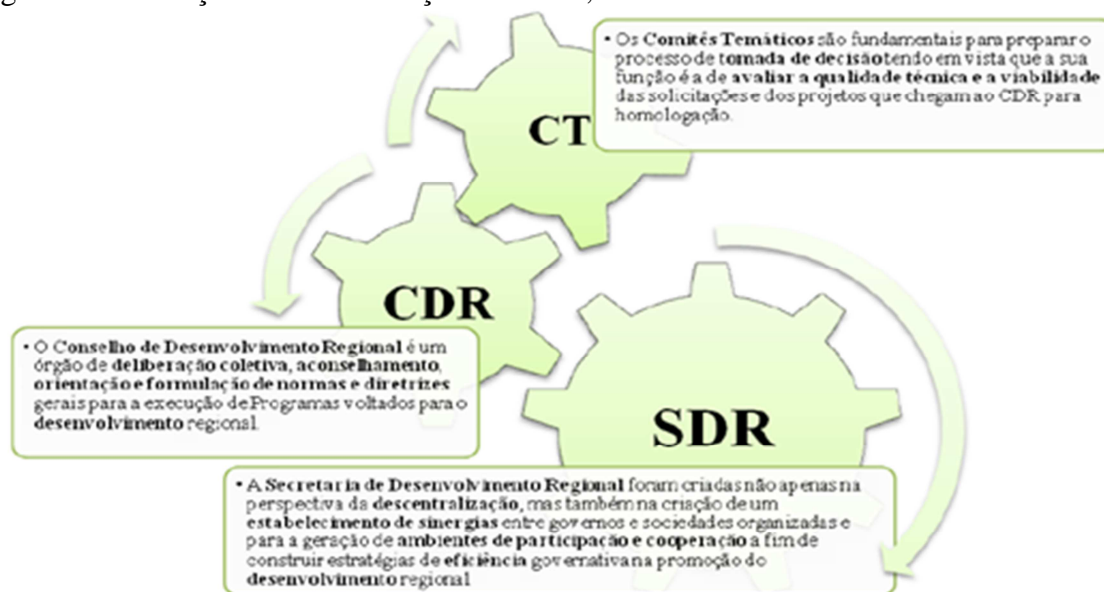 CT
• Os Comitês Temáticos são fundamentais para preparar o
processo de tomada de decisão tendo em vista que a sua
função é a de avaliar a qualidade técnica e a viabilidade
das solicitações e dos projetos que chegam ao CDR para
homologação.
CDR
• O Conselho de Desenvolvimento Regional é um
órgão de deliberação coletiva, aconselhamento,
orientação e formulação de normas e diretrizes
gerais para a execução de Programas voltados para o
desenvolvimento regional.
SDR
• A Secretaria de Desenvolvimento Regional foram criadas não apenas na
perspectiva da descentralização, mas também na criação de um
estabelecimento de sinergias entre governos e sociedades organizadas e
para a geração de ambientes de participação e cooperação a fim de
construir estratégias de eficiência governativa na promoção do
desenvolvimento regional